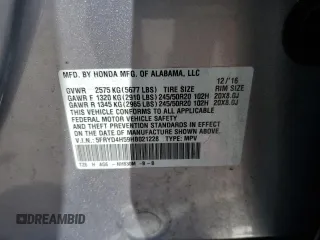 MFD. BY HONDA MFG. OF ALABAMA, LLC 12/16
GVWR 2575 KG (5677 LBS) TIRE SIZE RIM SIZE
GAWR F 1320 KG (2910 LBS) 245/50R20 102H 20X8.0J
GAWR R 1345 KG (2965 LBS) 245/50R20 102H 20X8.0J
THIS VEHICLE CONFORMS TO ALL APPLICABLE
FEDERAL MOTOR VEHICLE SAFETY
AND THEFT PREVENTION STANDARDS IN EFFECT
ON THE DATE OF MANUFACTURE SHOWN ABOVE.
V.I.N.: 5FRYD4H59HB021228 TYPE: MPV